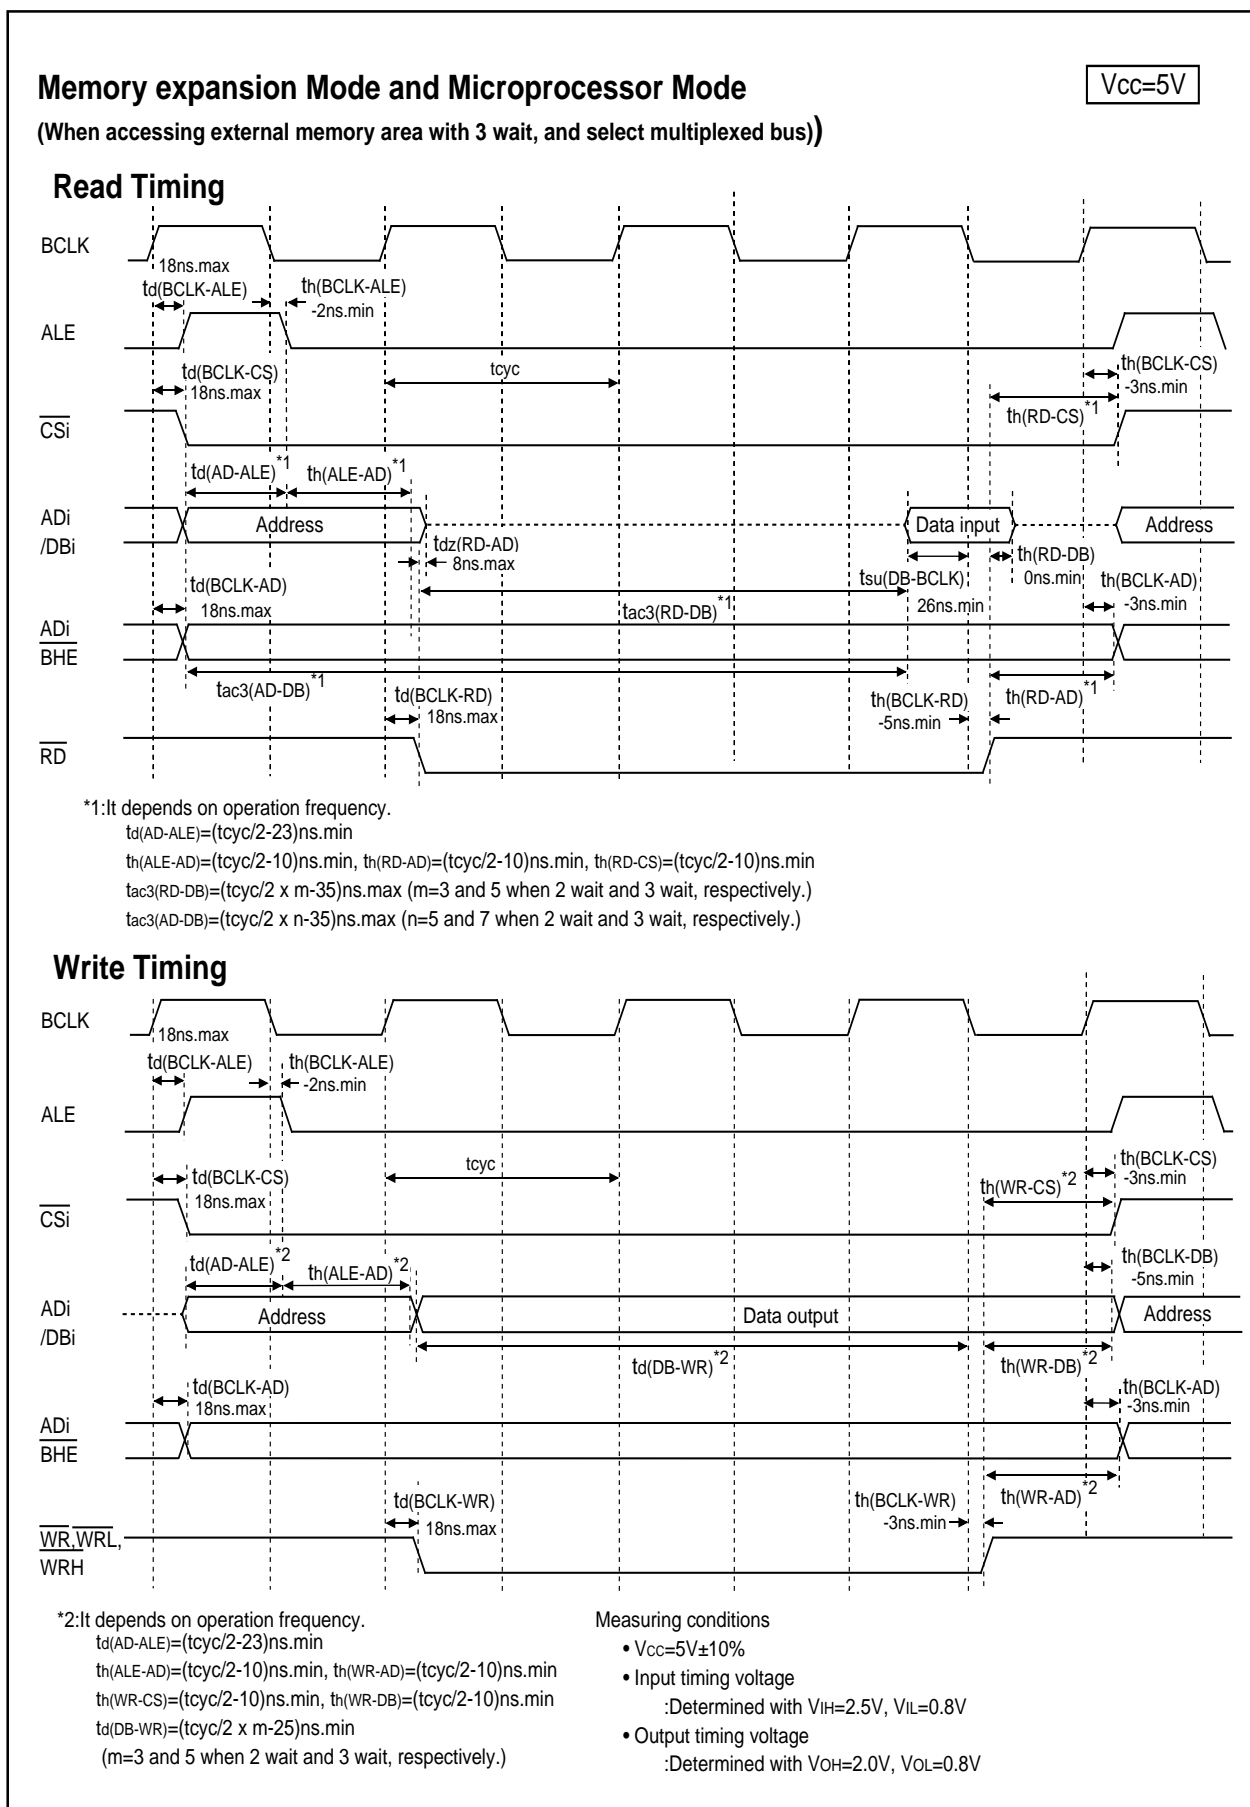 Memory expansion Mode and Microprocessor Mode
Vcc=5V
(When accessing external memory area with 3 wait, and select multiplexed bus))
Read Timing
BCLK
18ns.max
td(BCLK-ALE)
th(BCLK-ALE)
-2ns.min
ALE
td(BCLK-CS)
18ns.max
tcyc
th(BCLK-CS)
-3ns.min
th(RD-CS)*1
CSi
td(AD-ALE)*1
th(ALE-AD)*1
ADi
/DBi
Address
Data input
Address
tdz(RD-AD)
8ns.max
th(RD-DB)
0ns.min
tsu(DB-BCLK)
26ns.min
td(BCLK-AD)
18ns.max
th(BCLK-AD)
-3ns.min
tac3(RD-DB)*1
ADi
BHE
tac3(AD-DB)*1
td(BCLK-RD)
18ns.max
th(BCLK-RD)
-5ns.min
th(RD-AD)*1
RD
*1:It depends on operation frequency.
td(AD-ALE)=(tcyc/2-23)ns.min
th(ALE-AD)=(tcyc/2-10)ns.min, th(RD-AD)=(tcyc/2-10)ns.min, th(RD-CS)=(tcyc/2-10)ns.min
tac3(RD-DB)=(tcyc/2 x m-35)ns.max (m=3 and 5 when 2 wait and 3 wait, respectively.)
tac3(AD-DB)=(tcyc/2 x n-35)ns.max (n=5 and 7 when 2 wait and 3 wait, respectively.)
Write Timing
BCLK
18ns.max
td(BCLK-ALE)
th(BCLK-ALE)
-2ns.min
ALE
td(BCLK-CS)
18ns.max
tcyc
th(BCLK-CS)
-3ns.min
th(WR-CS)*2
CSi
td(AD-ALE)*2
th(ALE-AD)*2
th(BCLK-DB)
-5ns.min
ADi
/DBi
Address
Data output
Address
td(DB-WR)*2
th(WR-DB)*2
td(BCLK-AD)
18ns.max
th(BCLK-AD)
-3ns.min
ADi
BHE
td(BCLK-WR)
18ns.max
th(BCLK-WR)
-3ns.min
th(WR-AD)*2
WR,WRL,
WRH
*2:It depends on operation frequency.
td(AD-ALE)=(tcyc/2-23)ns.min
th(ALE-AD)=(tcyc/2-10)ns.min, th(WR-AD)=(tcyc/2-10)ns.min
th(WR-CS)=(tcyc/2-10)ns.min, th(WR-DB)=(tcyc/2-10)ns.min
td(DB-WR)=(tcyc/2 x m-25)ns.min
(m=3 and 5 when 2 wait and 3 wait, respectively.)
Measuring conditions
• VCC=5V±10%
• Input timing voltage
:Determined with VIH=2.5V, VIL=0.8V
• Output timing voltage
:Determined with VOH=2.0V, VOL=0.8V